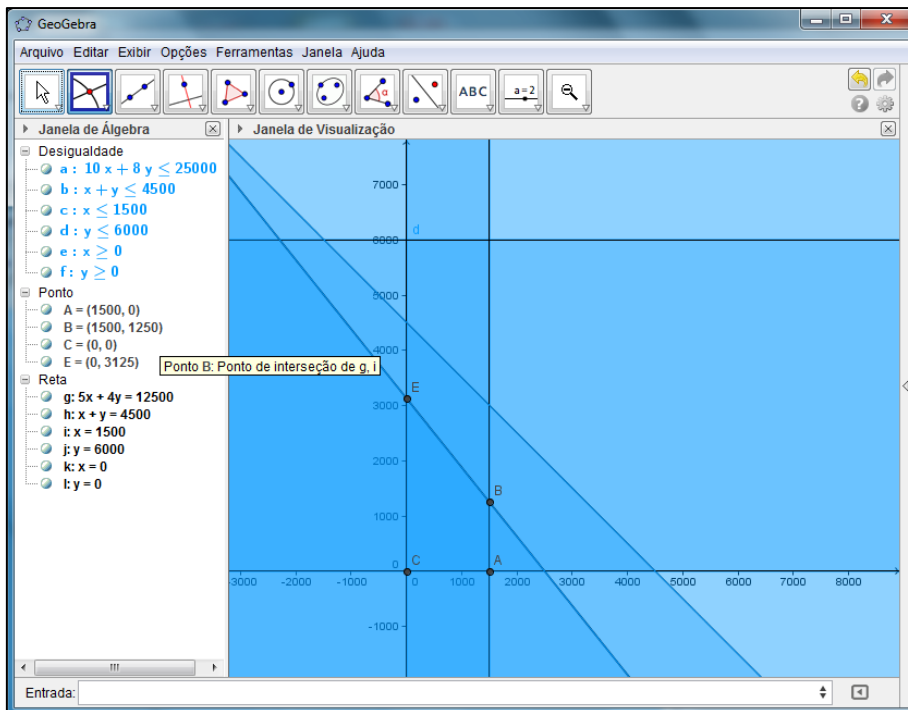 GeoGebra
Arquivo Editar Exibir Opções Ferramentas Janela Ajuda
ABC
a = 2
Janela de Álgebra
Desigualdade
a : 10 x + 8 y ≤ 25000
b : x + y ≤ 4500
c : x ≤ 1500
d : y ≤ 6000
e : x ≥ 0
f : y ≥ 0
Ponto
A = (1500, 0)
B = (1500, 1250)
C = (0, 0)
E = (0, 3125)
Ponto B: Ponto de interseção de g, i
Reta
g: 5x + 4y = 12500
h: x + y = 4500
i: x = 1500
j: y = 6000
k: x = 0
l: y = 0
Janela de Visualização
7000
d
6000
5000
4000
E
3000
2000
B
1000
0
C
A
-3000 -2000 -1000 0 1000 2000 3000 4000 5000 6000 7000 8000
-1000
α
Entrada: